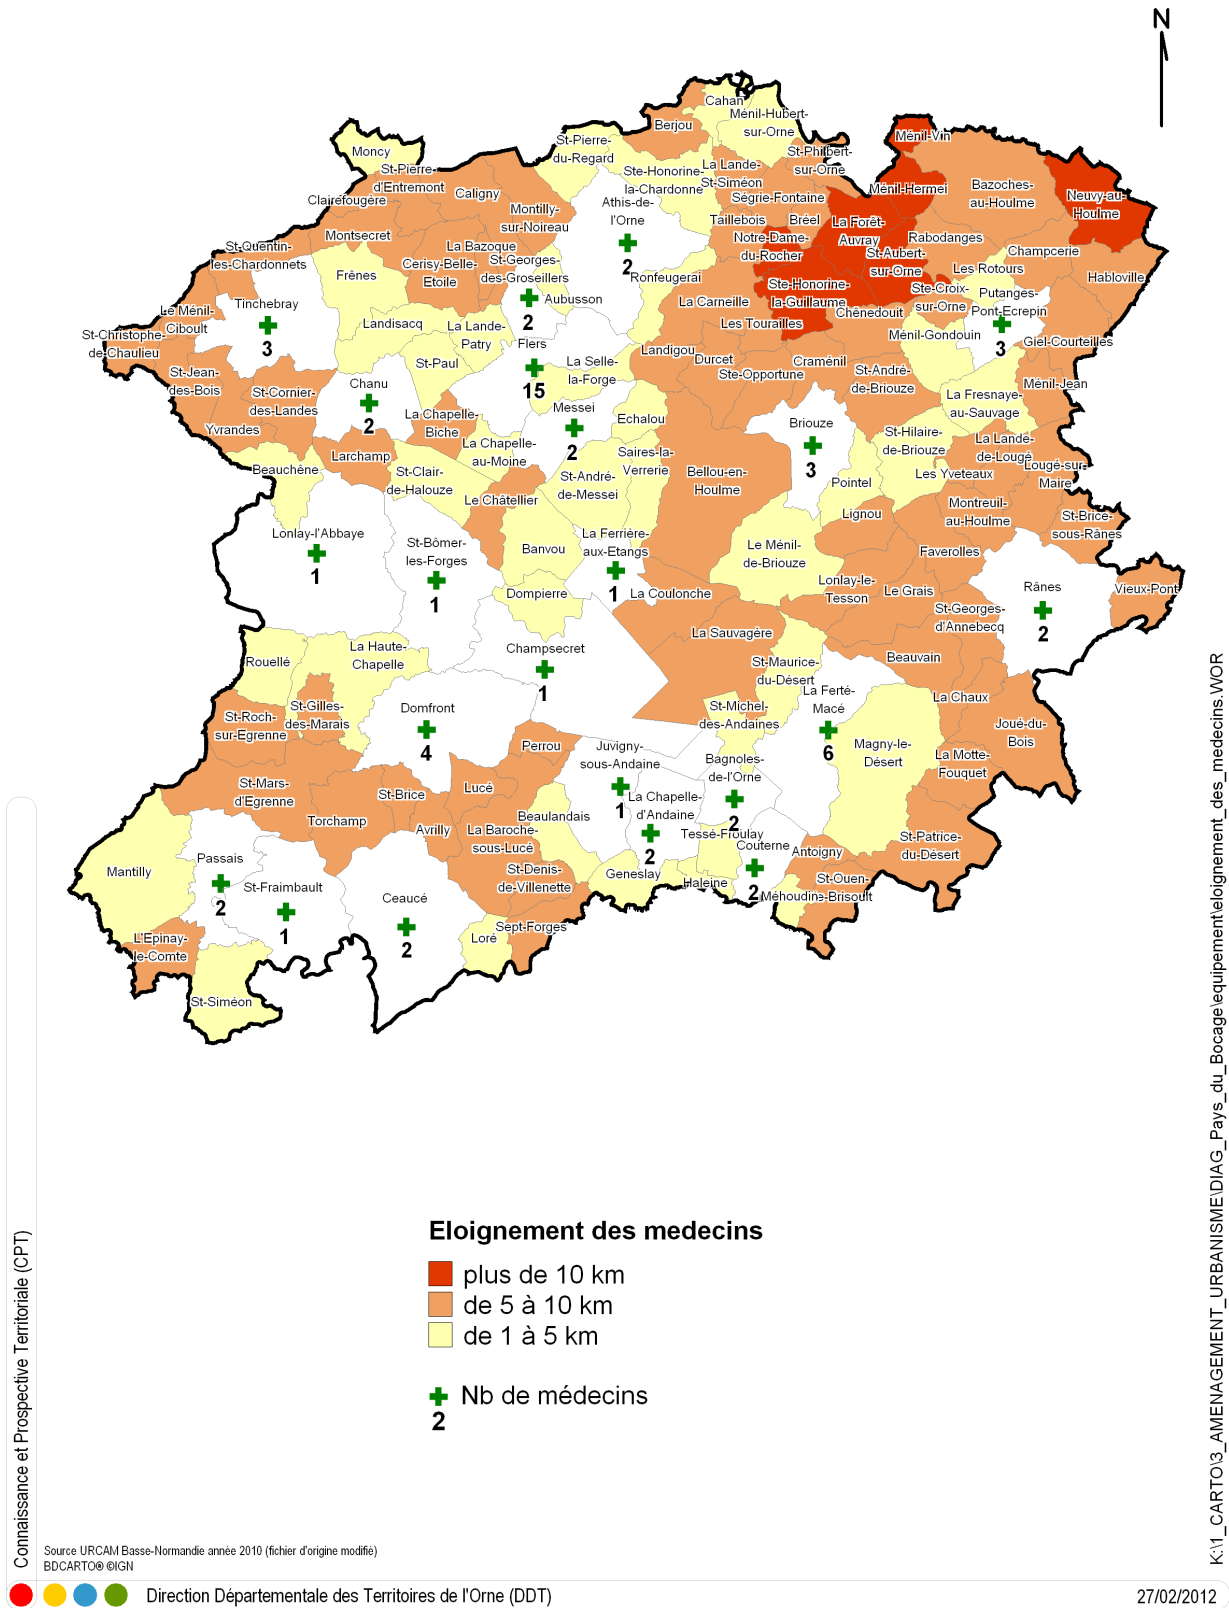 N
Cahan
Ménil-Hubert-
sur-Orne
Berjou
Ménil-Vin
St-Pierre-
du-Regard
Moncy
St-Pierre-
d'Entremont
St-Philbert-
sur-Orne
Ste-Honorine-
la-Chardonne
La Lande-
St-Siméon
Ménil-Hermei
Bazoches-
au-Houlme
Neuvy-au-
Houlme
Clairefougère
Caligny
Ségrie-Fontaine
Athis-de-
l'Orne
2
Montilly-
sur-Noireau
Taillebois
Bréel
La Forêt-
Auvray
Montsecret
St-Quentin-
les-Chardonnets
La Bazoque
Notre-Dame-
du-Rocher
Rabodanges
Champcerie
St-Aubert-
sur-Orne
St-Georges-
des-Groseillers
2
Cerisy-Belle-
Etoile
Frênes
Ronfeugerai
Les Rotours
Habloville
Ste-Honorine-
la-Guillaume
Ste-Croix-
sur-Orne
Putanges-
Pont-Ecrepin
3
Tinchebray
3
Le Ménil-
Ciboult
Aubusson
La Carneille
Chênedouit
Les Tourailles
Landisacq
La Lande-
Patry
St-Christophe-
de-Chaulieu
Ménil-Gondouin
Giel-Courteilles
Flers
15
Landigou
Durcet
Craménil
St-Paul
La Selle-
la-Forge
Ste-Opportune
St-André-
de-Briouze
St-Jean-
des-Bois
Chanu
2
Ménil-Jean
St-Cornier-
des-Landes
La Fresnaye-
au-Sauvage
Messei
2
La Chapelle-
Biche
Echalou
Briouze
3
Yvrandes
St-Hilaire-
de-Briouze
La Chapelle-
au-Moine
La Lande-
de-Lougé
Larchamp
Saires-la-
Verrerie
Lougé-sur-
Maire
Beauchêne
St-Clair-
de-Halouze
St-André-
de-Messei
Bellou-en-
Houlme
Pointel
Les Yveteaux
Le Châtellier
Montreuil-
au-Houlme
Lignou
St-Brice-
sous-Rânes
Lonlay-l'Abbaye
1
La Ferrière-
aux-Etangs
1
St-Bômer-
les-Forges
1
Banvou
Le Ménil-
de-Briouze
Faverolles
Lonlay-le-
Tesson
Rânes
2
Vieux-Pont
Dompierre
La Coulonche
Le Grais
St-Georges-
d'Annebecq
La Sauvagère
Champsecret
1
La Haute-
Chapelle
Rouellé
St-Maurice-
du-Désert
Beauvain
La Ferté-
Macé
6
La Chaux
St-Gilles-
des-Marais
Domfront
4
St-Michel-
des-Andaines
St-Roch-
sur-Egrenne
Joué-du-
Bois
Perrou
Juvigny-
sous-Andaine
1
Magny-le-
Désert
La Motte-
Fouquet
Bagnoles-
de-l'Orne
2
St-Mars-
d'Egrenne
St-Brice
Lucé
La Chapelle-
d'Andaine
2
Torchamp
Avrilly
Beaulandais
La Baroche-
sous-Lucé
Tessé-Froulay
Couterne
2
Antoigny
St-Patrice-
du-Désert
Passais
2
Mantilly
St-Denis-
de-Villenette
Geneslay
Haleine
St-Ouen-
le-Brisoult
Méhoudin
St-Fraimbault
1
Ceaucé
2
Sept-Forges
Loré
L'Epinay-
le-Comte
St-Siméon
Eloignement des medecins
plus de 10 km
de 5 à 10 km
de 1 à 5 km
Nb de médecins
2
Connaissance et Prospective Territoriale (CPT)
K:\1_CARTO\3_AMENAGEMENT_URBANISME\DIAG_Pays_du_Bocage\equipement\eloignement_des_medecins.WOR
Source URCAM Basse-Normandie année 2010 (fichier d'origine modifié)
BDCARTO® ©IGN
Direction Départementale des Territoires de l'Orne (DDT)
27/02/2012